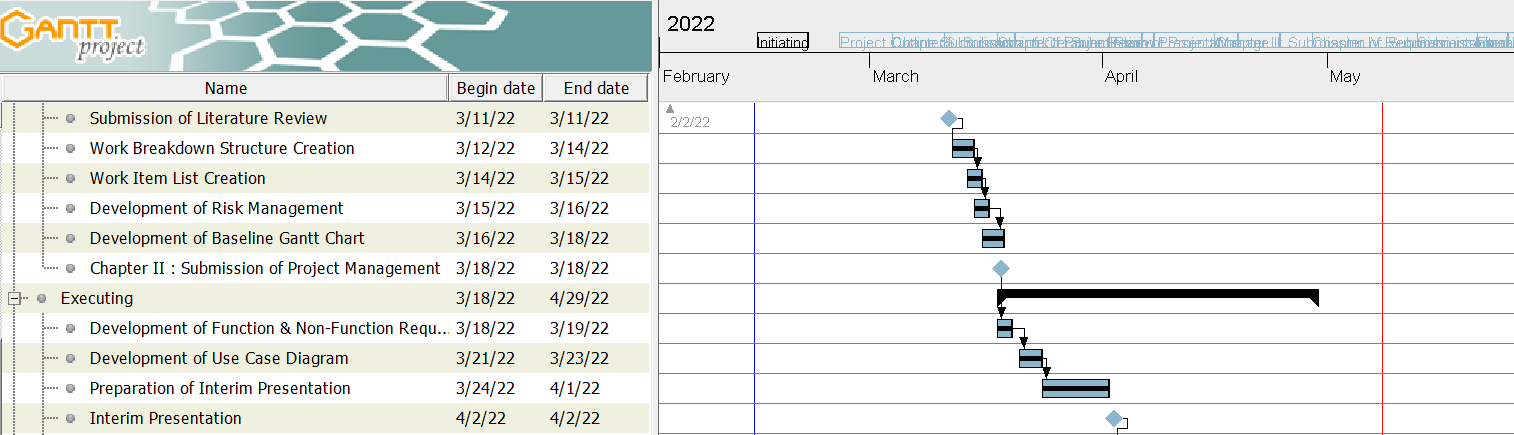 GANTT
project
2022
Initiating
February
March
April
May
Name Begin date End date
2/2/22
Submission of Literature Review 3/11/22 3/11/22
Work Breakdown Structure Creation 3/12/22 3/14/22
Work Item List Creation 3/14/22 3/15/22
Development of Risk Management 3/15/22 3/16/22
Development of Baseline Gantt Chart 3/16/22 3/18/22
Chapter II : Submission of Project Management 3/18/22 3/18/22
Executing 3/18/22 4/29/22
Development of Function & Non-Function Requ... 3/18/22 3/19/22
Development of Use Case Diagram 3/21/22 3/23/22
Preparation of Interim Presentation 3/24/22 4/1/22
Interim Presentation 4/2/22 4/2/22